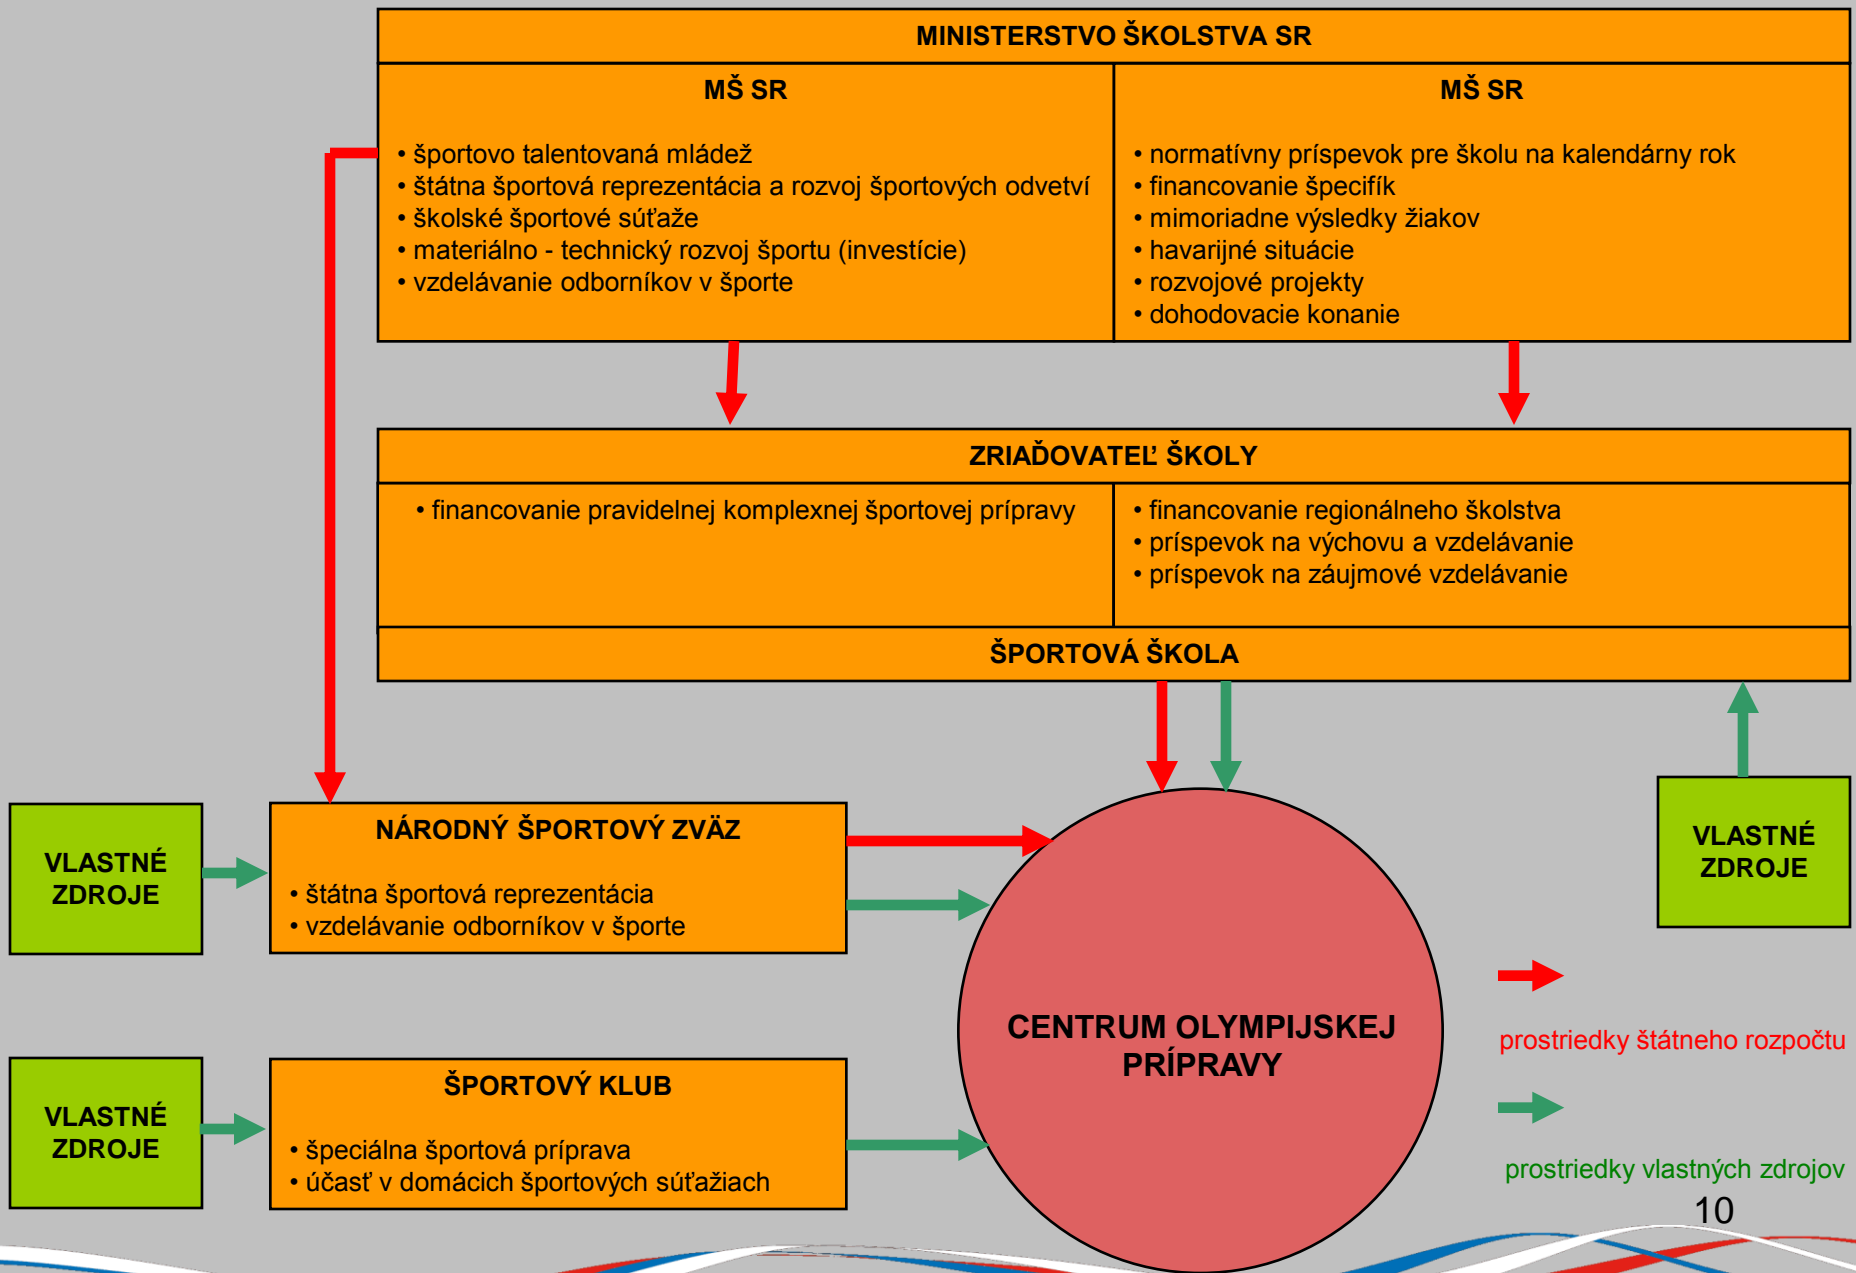 MINISTERSTVO ŠKOLSTVA SR
MŠ SR
• športovo talentovaná mládež
• štátna športová reprezentácia a rozvoj športových odvetví
• školské športové súťaže
• materiálno - technický rozvoj športu (investície)
• vzdelávanie odborníkov v športe
MŠ SR
• normatívny príspevok pre školu na kalendárny rok
• financovanie špecifík
• mimoriadne výsledky žiakov
• havarijné situácie
• rozvojové projekty
• dohodovacie konanie
ZRIAĎOVATEĽ ŠKOLY
• financovanie pravidelnej komplexnej športovej prípravy
• financovanie regionálneho školstva
• príspevok na výchovu a vzdelávanie
• príspevok na záujmové vzdelávanie
ŠPORTOVÁ ŠKOLA
VLASTNÉ
ZDROJE
NÁRODNÝ ŠPORTOVÝ ZVÄZ
• štátna športová reprezentácia
• vzdelávanie odborníkov v športe
VLASTNÉ
ZDROJE
VLASTNÉ
ZDROJE
ŠPORTOVÝ KLUB
• špeciálna športová príprava
• účasť v domácich športových súťažiach
CENTRUM OLYMPIJSKEJ
PRÍPRAVY
prostriedky štátneho rozpočtu
prostriedky vlastných zdrojov
10